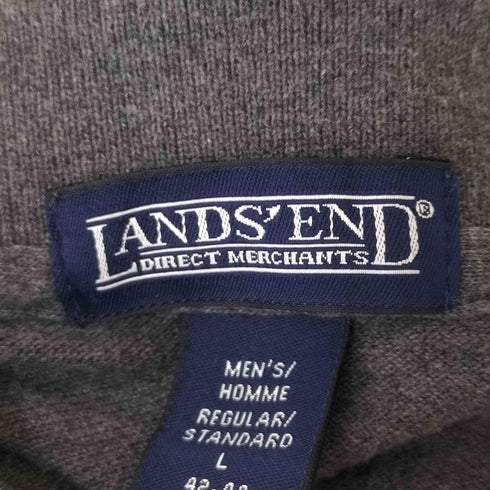 LANDS' END®
DIRECT MERCHANTS
MEN'S/
HOMME
REGULAR/
STANDARD
L